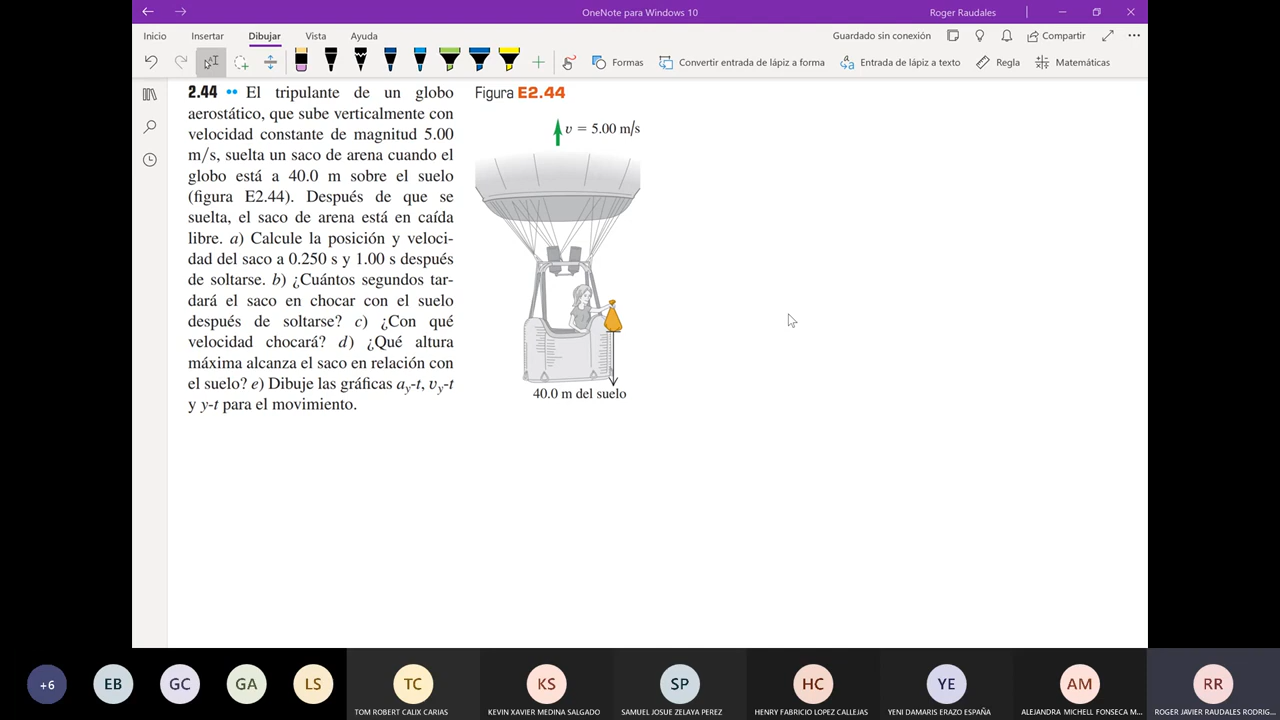 OneNote para Windows 10
Roger Raudales
Inicio
Insertar
Dibujar
Vista
Ayuda
Guardado sin conexión
Compartir
Formas
Convertir entrada de lápiz a forma
Entrada de lápiz a texto
Regla
Matemáticas
2.44 •• El tripulante de un globo
aerostático, que sube verticalmente con
velocidad constante de magnitud 5.00
m/s, suelta un saco de arena cuando el
globo está a 40.0 m sobre el suelo
(figura E2.44). Después de que se
suelta, el saco de arena está en caída
libre. a) Calcule la posición y veloci-
dad del saco a 0.250 s y 1.00 s después
de soltarse. b) ¿Cuántos segundos tar-
dará el saco en chocar con el suelo
después de soltarse? c) ¿Con qué
velocidad chocará? d) ¿Qué altura
máxima alcanza el saco en relación con
el suelo? e) Dibuje las gráficas ay-t, vy-t
y y-t para el movimiento.
Figura E2.44
v = 5.00 m/s
40.0 m del suelo
+6
EB
GC
GA
LS
TC
KS
SP
HC
YE
AM
RR
TOM ROBERT CALIX CARIAS
KEVIN XAVIER MEDINA SALGADO
SAMUEL JOSUE ZELAYA PEREZ
HENRY FABRICIO LOPEZ CALLEJAS
YENI DAMARIS ERAZO ESPAÑA
ALEJANDRA MICHELL FONSECA M...
ROGER JAVIER RAUDALES RODRIG...